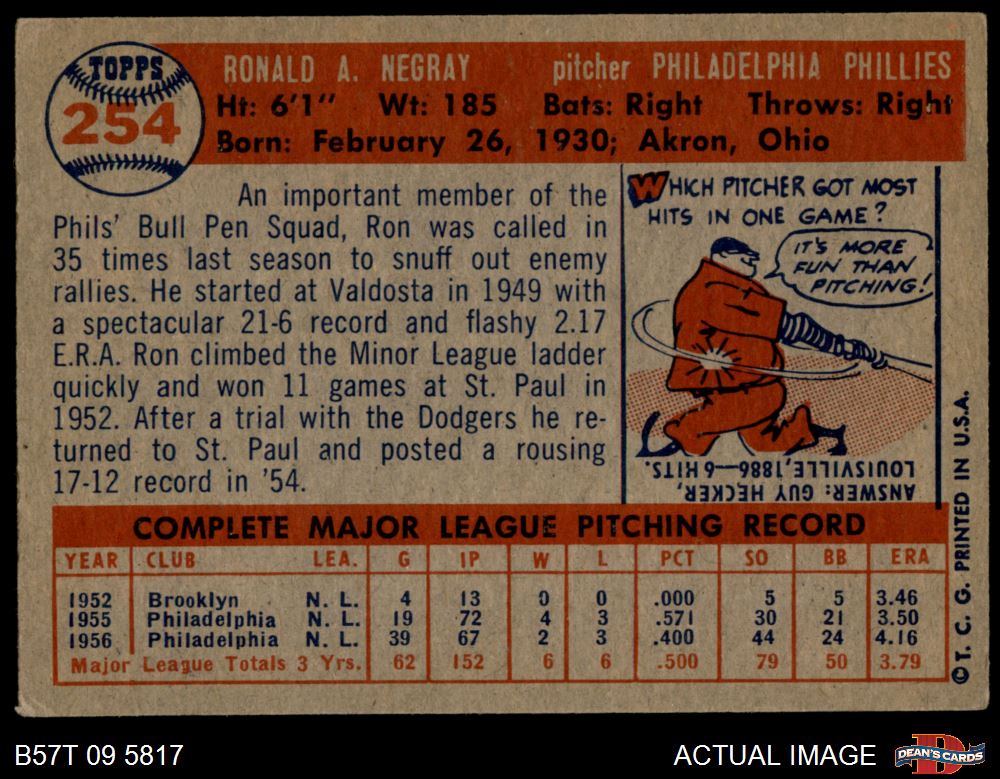 TOPPS
254
RONALD A. NEGRAY pitcher PHILADELPHIA PHILLIES
Ht: 6'1" Wt: 185 Bats: Right Throws: Right
Born: February 26, 1930; Akron, Ohio
An important member of the
Phils' Bull Pen Squad, Ron was called in
35 times last season to snuff out enemy
rallies. He started at Valdosta in 1949 with
a spectacular 21-6 record and flashy 2.17
E.R.A. Ron climbed the Minor League ladder
quickly and won 11 games at St. Paul in
1952. After a trial with the Dodgers he re-
turned to St. Paul and posted a rousing
17-12 record in '54.
WHICH PITCHER GOT MOST
HITS IN ONE GAME?
IT'S MORE
FUN THAN
PITCHING!
ANSWER: GUY HECKER,
LOUISVILLE, 1886—6 HITS.
COMPLETE MAJOR LEAGUE PITCHING RECORD
YEAR CLUB LEA. G IP W L PCT SO BB ERA
1952 Brooklyn N. L. 4 13 0 0 .000 5 5 3.46
1955 Philadelphia N. L. 19 72 4 3 .571 30 21 3.50
1956 Philadelphia N. L. 39 67 2 3 .400 44 24 4.16
Major League Totals 3 Yrs. 62 152 6 6 .500 79 50 3.79
© T. C. G. PRINTED IN U.S.A.
B57T 09 5817
ACTUAL IMAGE
DEAN'S CARDS